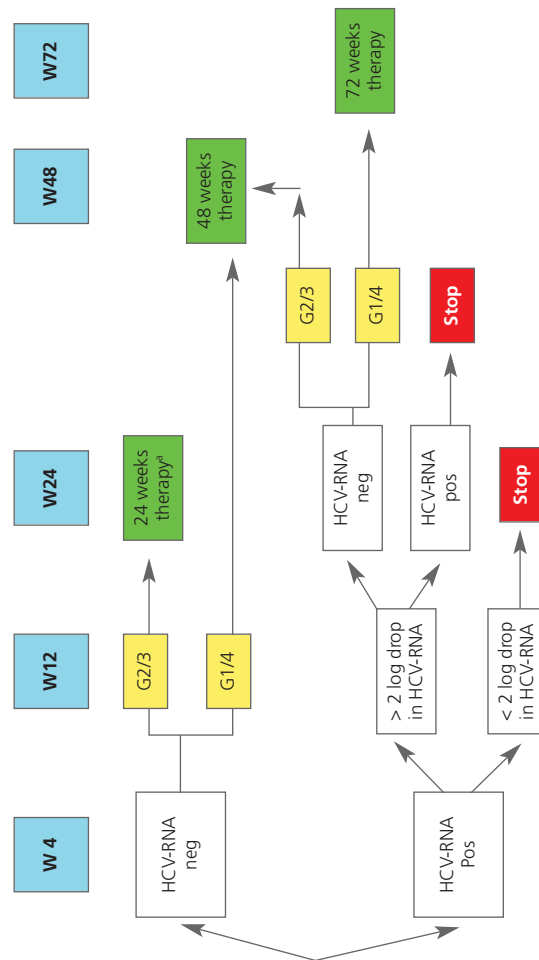 W 4
W12
W24
W48
W72
HCV-RNA
neg
G2/3
G1/4
24 weeks
therapyᵃ
48 weeks
therapy
HCV-RNA
Pos
> 2 log drop
in HCV-RNA
< 2 log drop
in HCV-RNA
HCV-RNA
neg
HCV-RNA
pos
G2/3
G1/4
Stop
Stop
72 weeks
therapy